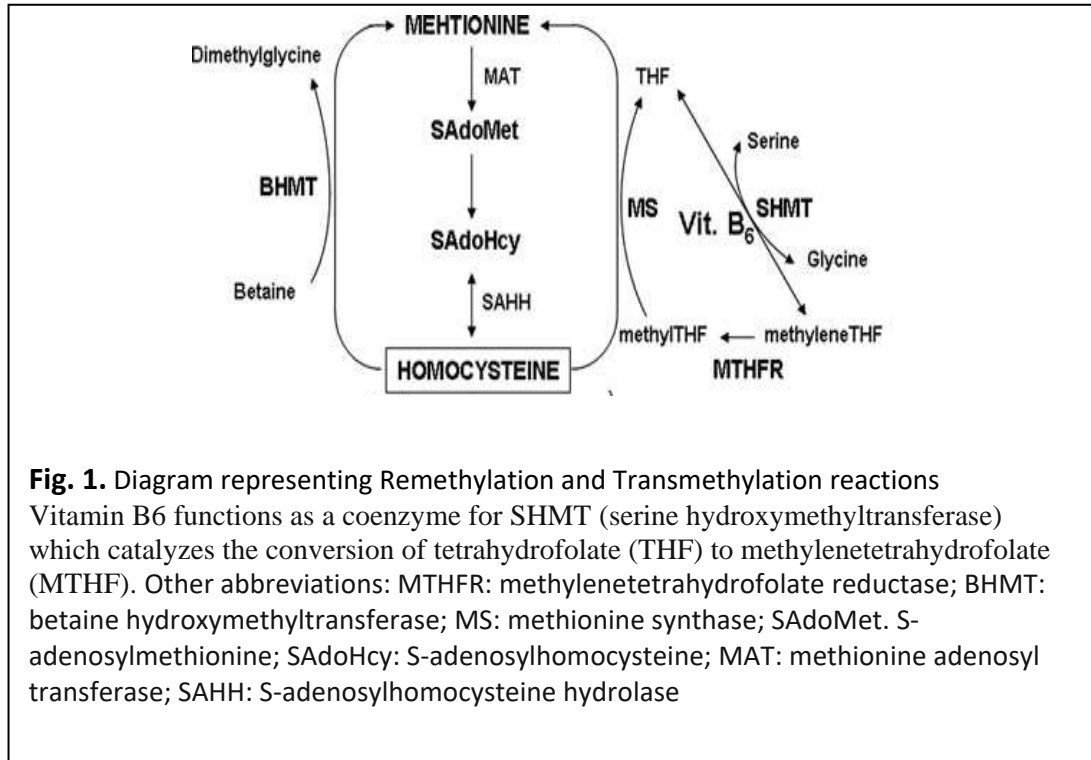 MEHTIONINE
Dimethylglycine
MAT
THF
SAdoMet
Serine
BHMT
MS
Vit. B6
SHMT
SAdoHcy
Glycine
Betaine
SAHH
methylTHF
methyleneTHF
HOMOCYSTEINE
MTHFR
Fig. 1. Diagram representing Remethylation and Transmethylation reactions
Vitamin B6 functions as a coenzyme for SHMT (serine hydroxymethyltransferase)
which catalyzes the conversion of tetrahydrofolate (THF) to methylenetetrahydrofolate
(MTHF). Other abbreviations: MTHFR: methylenetetrahydrofolate reductase; BHMT:
betaine hydroxymethyltransferase; MS: methionine synthase; SAdoMet. S-
adenosylmethionine; SAdoHcy: S-adenosylhomocysteine; MAT: methionine adenosyl
transferase; SAHH: S-adenosylhomocysteine hydrolase